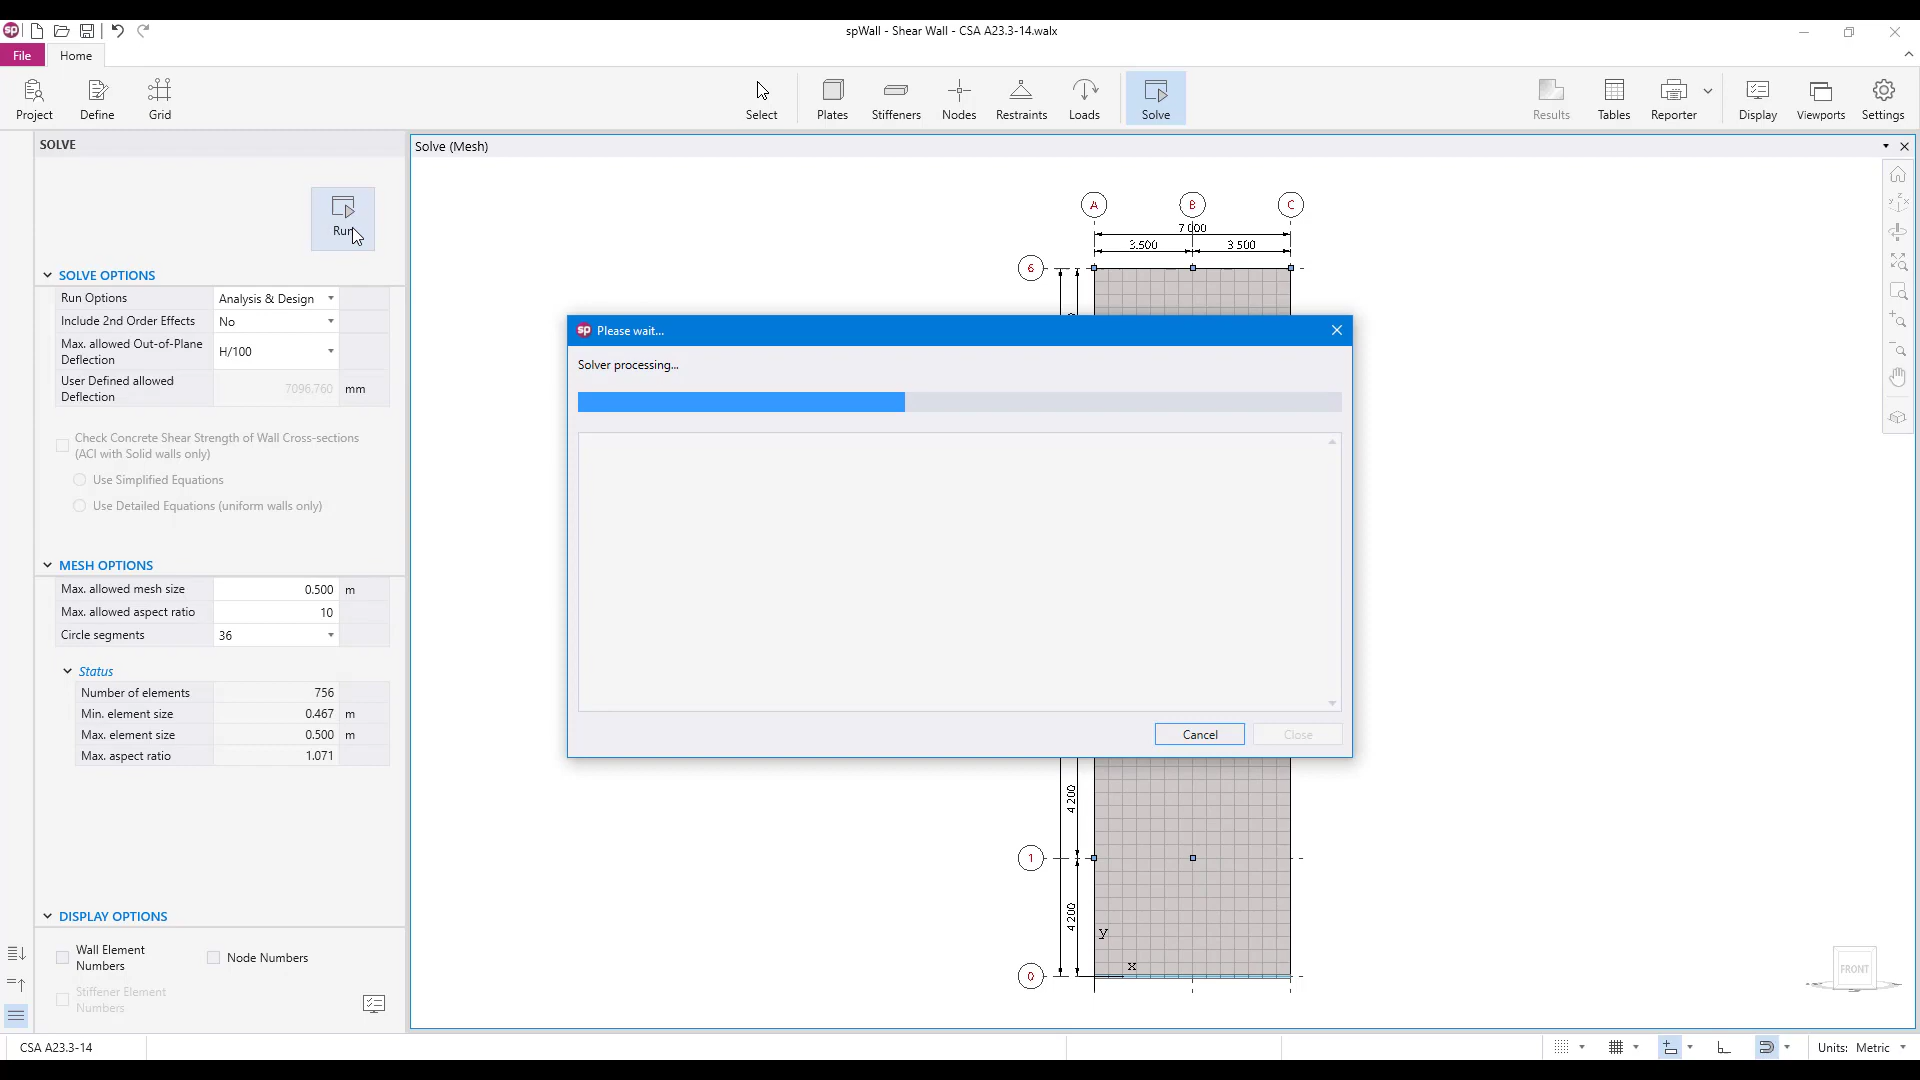 sp
spWall - Shear Wall - CSA A23.3-14.walx
File
Home
Project
Define
Grid
Select
Plates
Stiffeners
Nodes
Restraints
Loads
Solve
Results
Tables
Reporter
Display
Viewports
Settings
SOLVE
Run
SOLVE OPTIONS
Run Options
Analysis & Design
Include 2nd Order Effects
No
Max. allowed Out-of-Plane
Deflection
H/100
User Defined allowed
Deflection
7096.760
mm
Check Concrete Shear Strength of Wall Cross-sections
(ACI with Solid walls only)
Use Simplified Equations
Use Detailed Equations (uniform walls only)
MESH OPTIONS
Max. allowed mesh size
0.500
m
Max. allowed aspect ratio
10
Circle segments
36
Status
Number of elements
756
Min. element size
0.467
m
Max. element size
0.500
m
Max. aspect ratio
1.071
DISPLAY OPTIONS
Wall Element
Numbers
Node Numbers
Stiffener Element
Numbers
Solve (Mesh)
A
B
C
7 000
3.500
3 500
6
sp
Please wait...
Solver processing...
Cancel
Close
4 200
1
4 200
y
x
0
FRONT
CSA A23.3-14
Units:
Metric